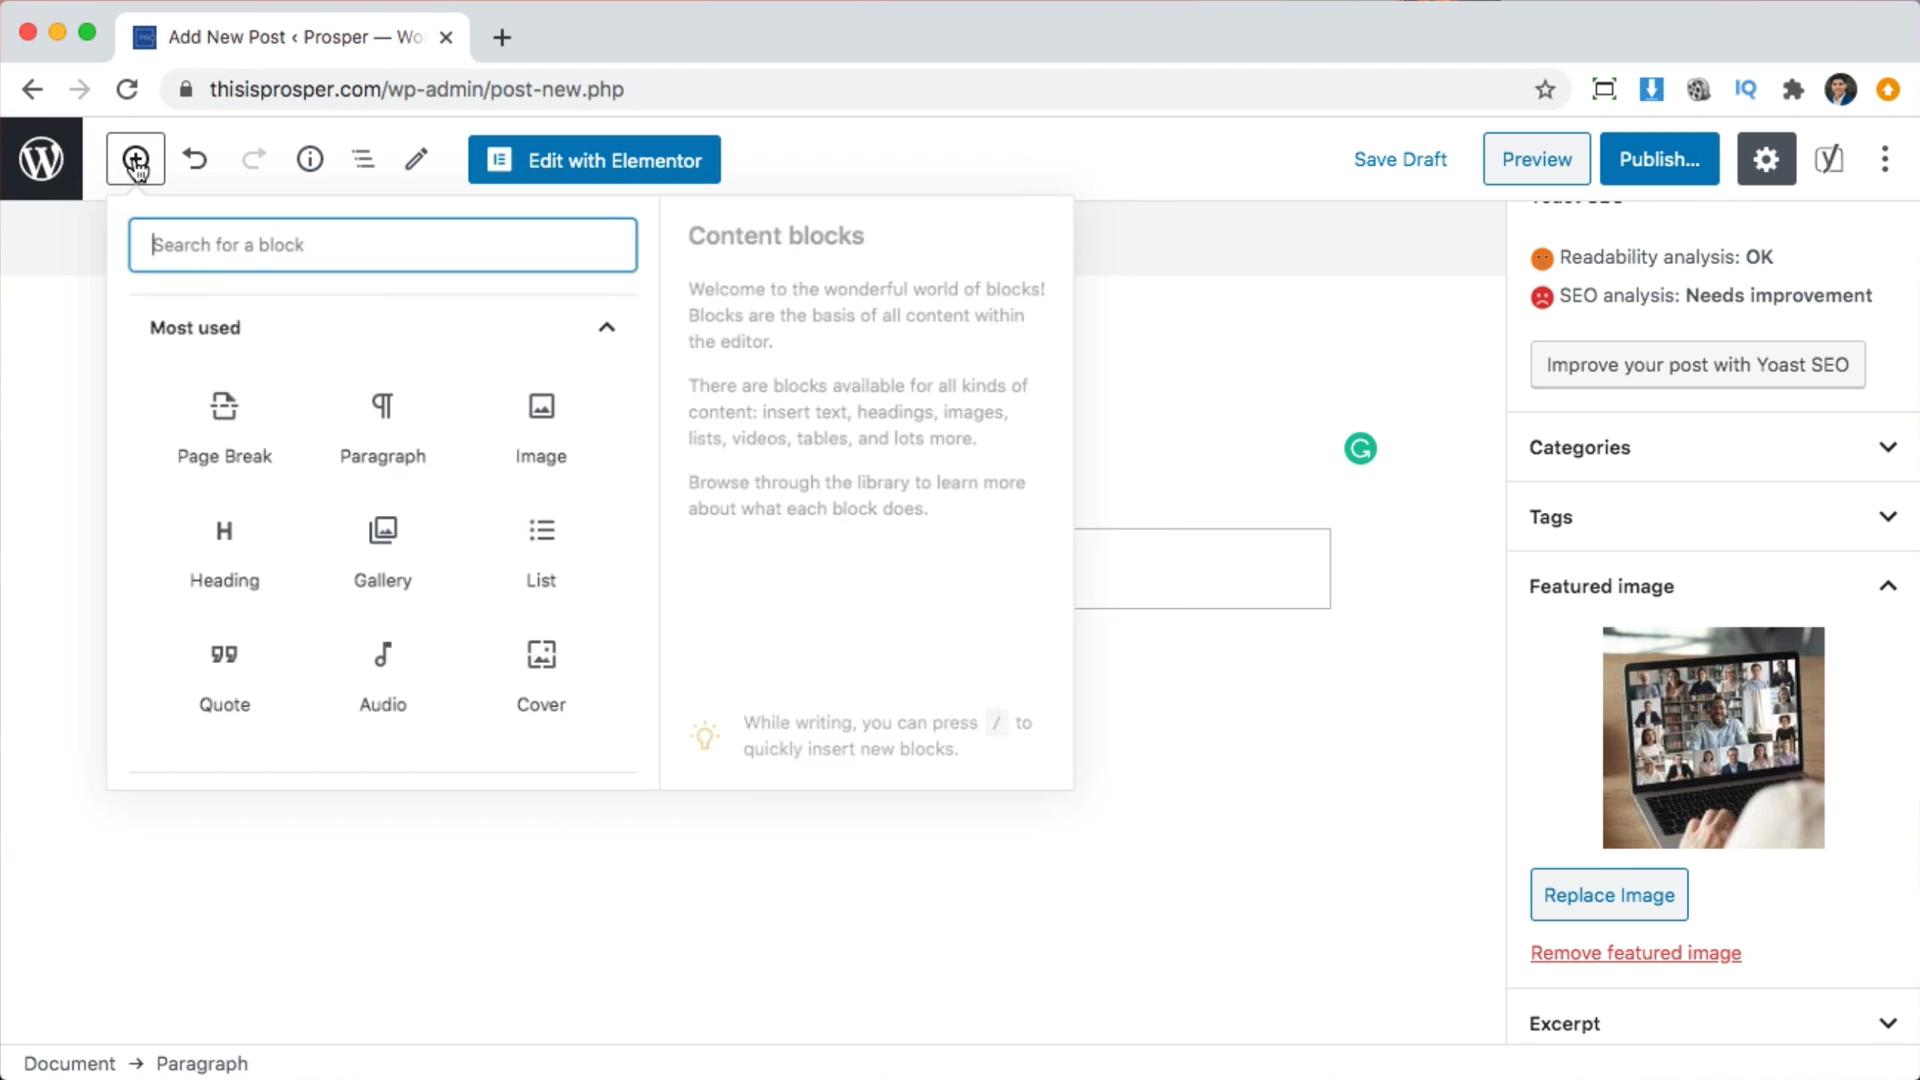 Add New Post ‹ Prosper — Wo
thisisprosper.com/wp-admin/post-new.php
IQ
Edit with Elementor
Save Draft
Preview
Publish...
Search for a block
Most used
Page Break
Paragraph
Image
H
Heading
Gallery
List
Quote
Audio
Cover
Content blocks
Welcome to the wonderful world of blocks!
Blocks are the basis of all content within
the editor.
There are blocks available for all kinds of
content: insert text, headings, images,
lists, videos, tables, and lots more.
Browse through the library to learn more
about what each block does.
While writing, you can press / to
quickly insert new blocks.
Yoast SEO
Readability analysis: OK
SEO analysis: Needs improvement
Improve your post with Yoast SEO
Categories
Tags
Featured image
Replace Image
Remove featured image
Excerpt
Document → Paragraph